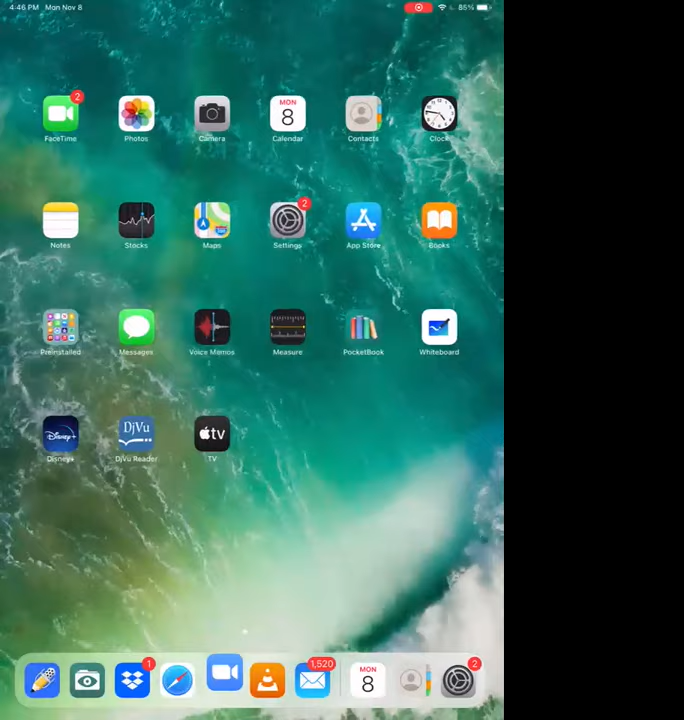 4:46 PM Mon Nov 8
85%
2
MON
8
FaceTime Photos Camera Calendar Contacts Clock
2
Notes Stocks Maps Settings App Store Books
Preinstalled Messages Voice Memos Measure PocketBook Whiteboard
Disney+
DjVu
tv
Disney+ DjVu Reader TV
1
1,520
MON
8
2